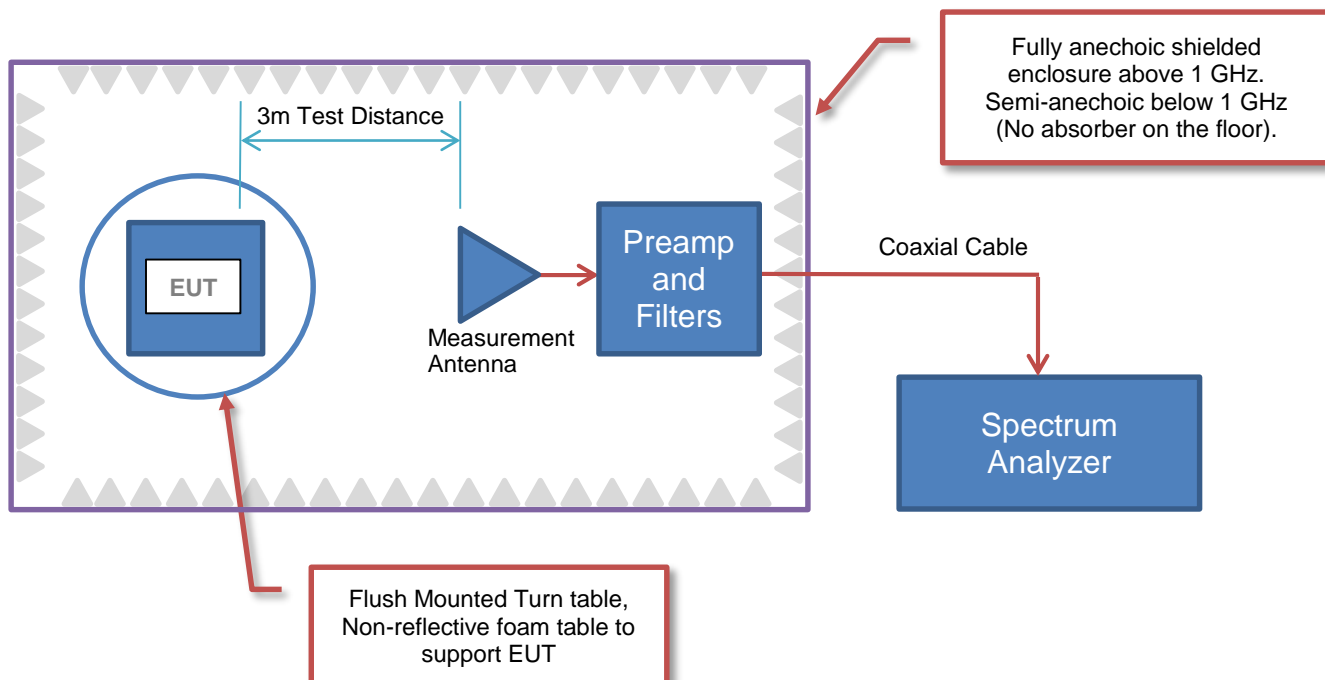 Fully anechoic shielded
enclosure above 1 GHz.
Semi-anechoic below 1 GHz
(No absorber on the floor).
3m Test Distance
EUT
Preamp
and
Filters
Coaxial Cable
Measurement
Antenna
Spectrum
Analyzer
Flush Mounted Turn table,
Non-reflective foam table to
support EUT